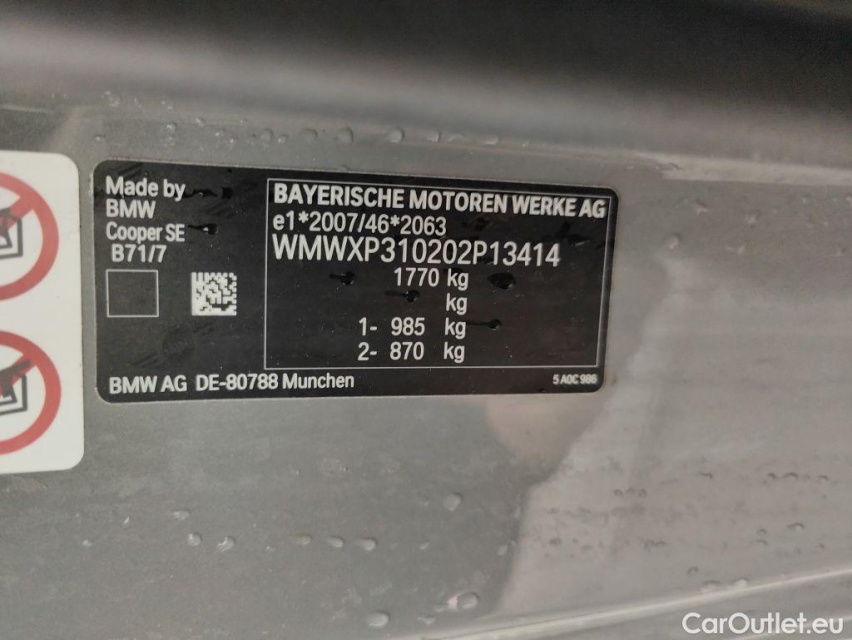 Made by
BMW
Cooper SE
B71/7
BAYERISCHE MOTOREN WERKE AG
e1*2007/46*2063
WMWXP310202P13414
1770 kg
kg
1- 985 kg
2- 870 kg
BMW AG DE-80788 Munchen
5 A0C 986
CarOutlet.eu